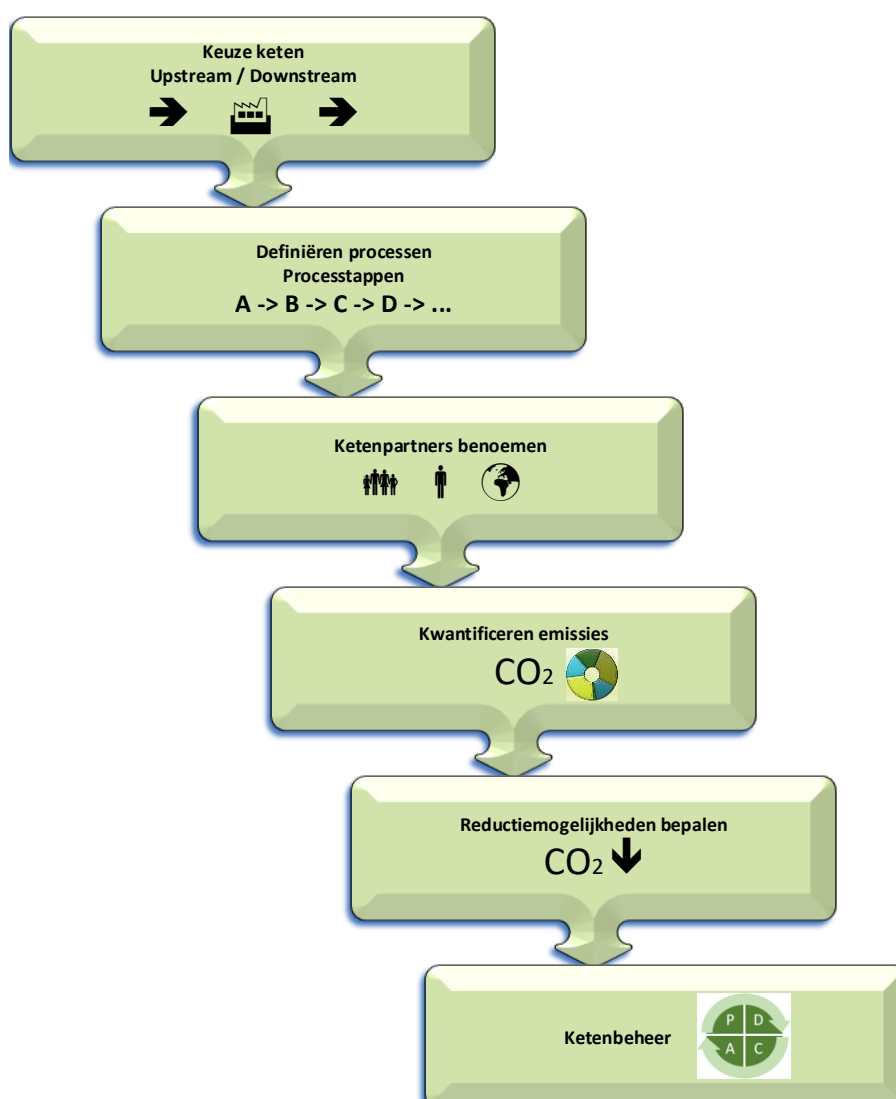 Keuze keten
Upstream / Downstream
Definiëren processen
Processtappen
A -> B -> C -> D -> ...
Ketenpartners benoemen
Kwantificeren emissies
CO₂
Reductiemogelijkheden bepalen
CO₂
Ketenbeheer
P D
A C